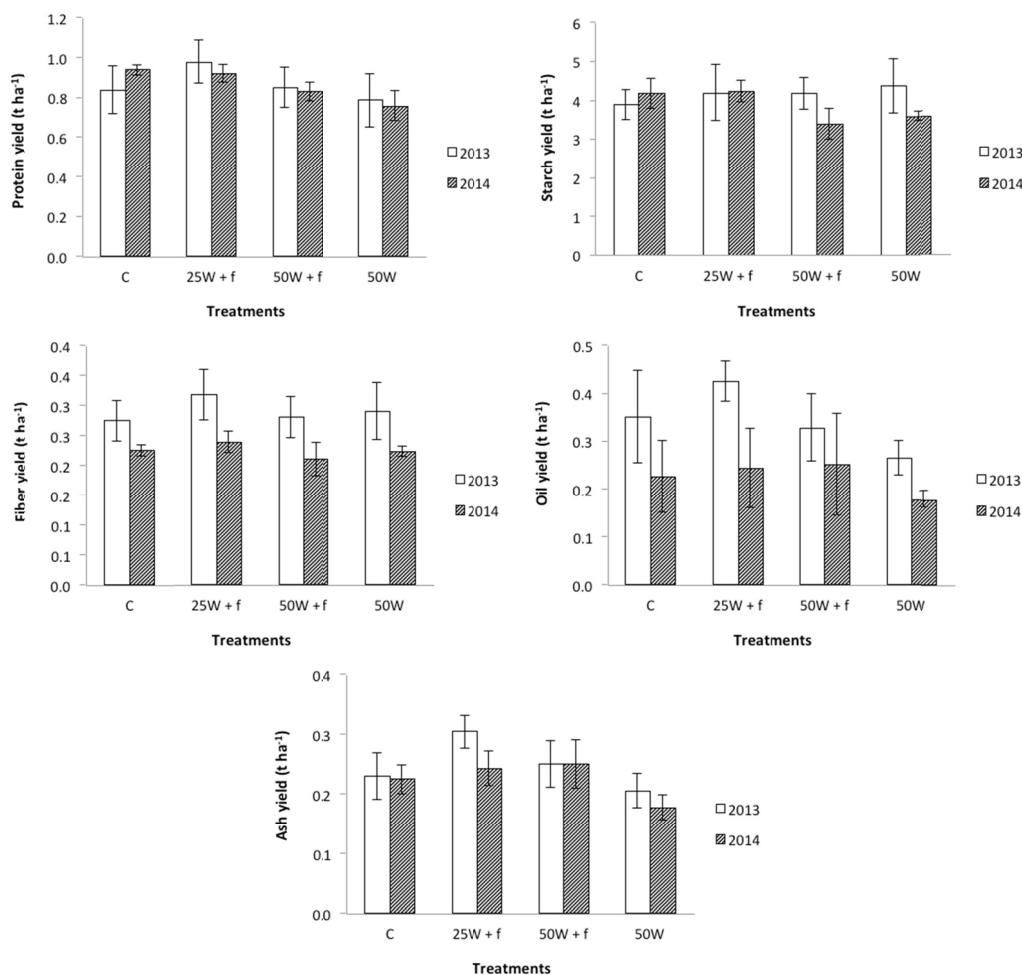 Protein yield (t ha⁻¹)
1.2
1.0
0.8
0.6
0.4
0.2
0.0
C 25W + f 50W + f 50W
Treatments
2013
2014
Starch yield (t ha⁻¹)
6
5
4
3
2
1
0
C 25W + f 50W + f 50W
Treatments
2013
2014
Fiber yield (t ha⁻¹)
0.4
0.4
0.3
0.3
0.2
0.2
0.1
0.1
0.0
C 25W + f 50W + f 50W
Treatments
2013
2014
Oil yield (t ha⁻¹)
0.5
0.4
0.3
0.2
0.1
0.0
C 25W + f 50W + f 50W
Treatments
2013
2014
Ash yield (t ha⁻¹)
0.4
0.3
0.2
0.1
0.0
C 25W + f 50W + f 50W
Treatments
2013
2014